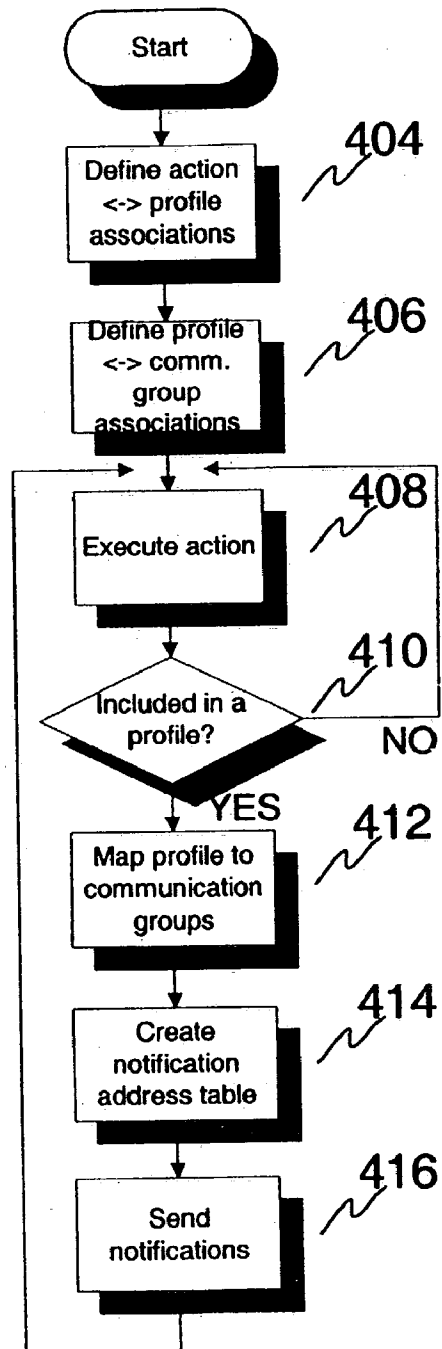 Start
404
Define action
<-> profile
associations
406
Define profile
<-> comm.
group
associations
408
Execute action
410
Included in a
profile?
NO
YES
412
Map profile to
communication
groups
414
Create
notification
address table
416
Send
notifications